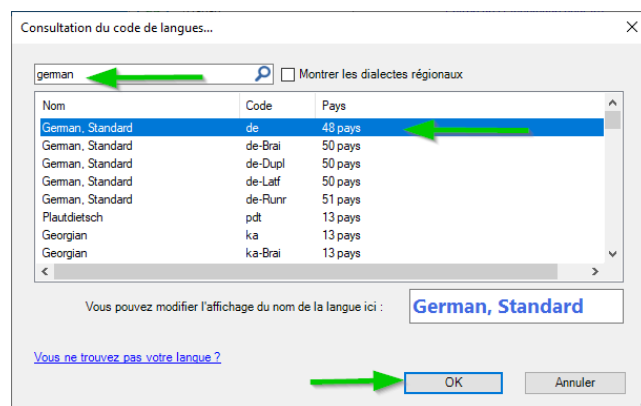 Consultation du code de langues...
german
Montrer les dialectes régionaux
Nom Code Pays
German, Standard de 48 pays
German, Standard de-Brai 50 pays
German, Standard de-Dupl 50 pays
German, Standard de-Latf 50 pays
German, Standard de-Runr 51 pays
Plautdietsch pdt 13 pays
Georgian ka 13 pays
Georgian ka-Brai 13 pays
Vous pouvez modifier l'affichage du nom de la langue ici : German, Standard
Vous ne trouvez pas votre langue ?
OK Annuler